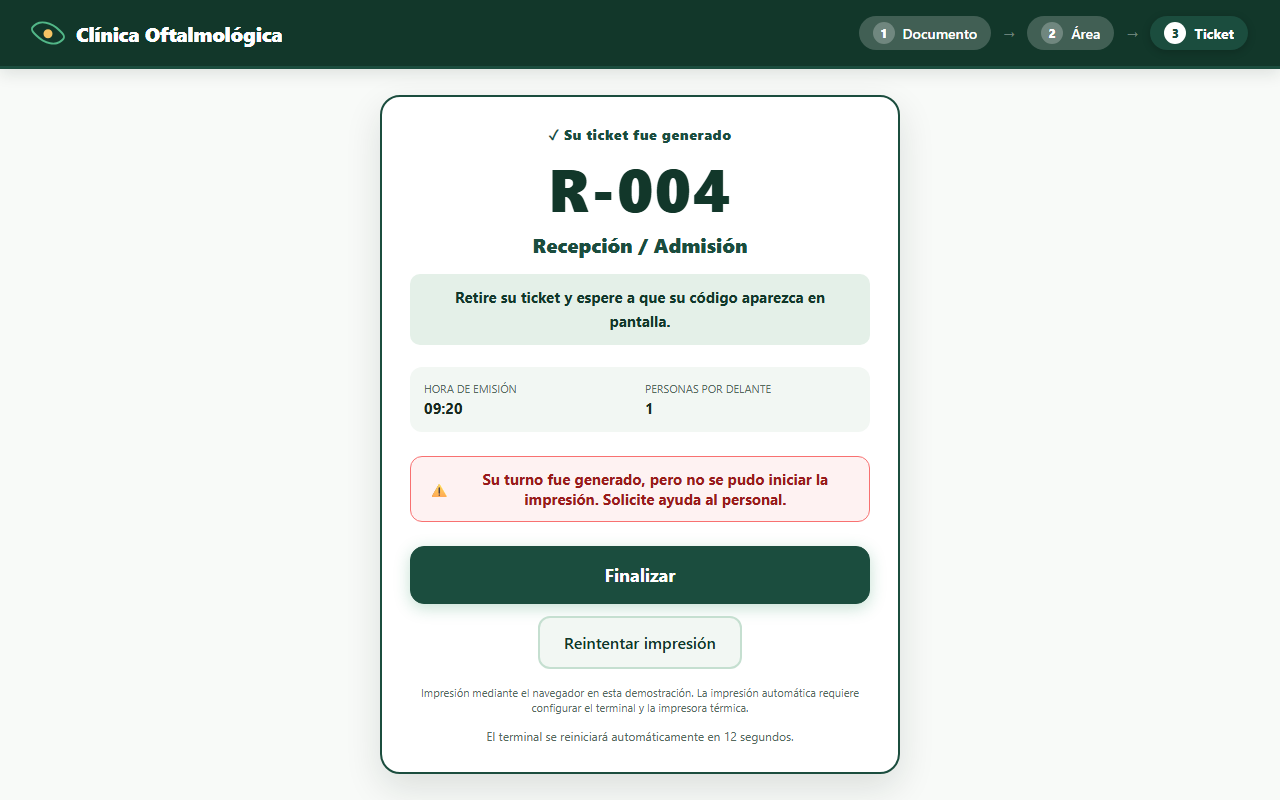 Clínica Oftalmológica
1 Documento → 2 Área → 3 Ticket
✓ Su ticket fue generado
R-004
Recepción / Admisión
Retire su ticket y espere a que su código aparezca en
pantalla.
HORA DE EMISIÓN
09:20
PERSONAS POR DELANTE
1
Su turno fue generado, pero no se pudo iniciar la
impresión. Solicite ayuda al personal.
Finalizar
Reintentar impresión
Impresión mediante el navegador en esta demostración. La impresión automática requiere
configurar el terminal y la impresora térmica.
El terminal se reiniciará automáticamente en 12 segundos.